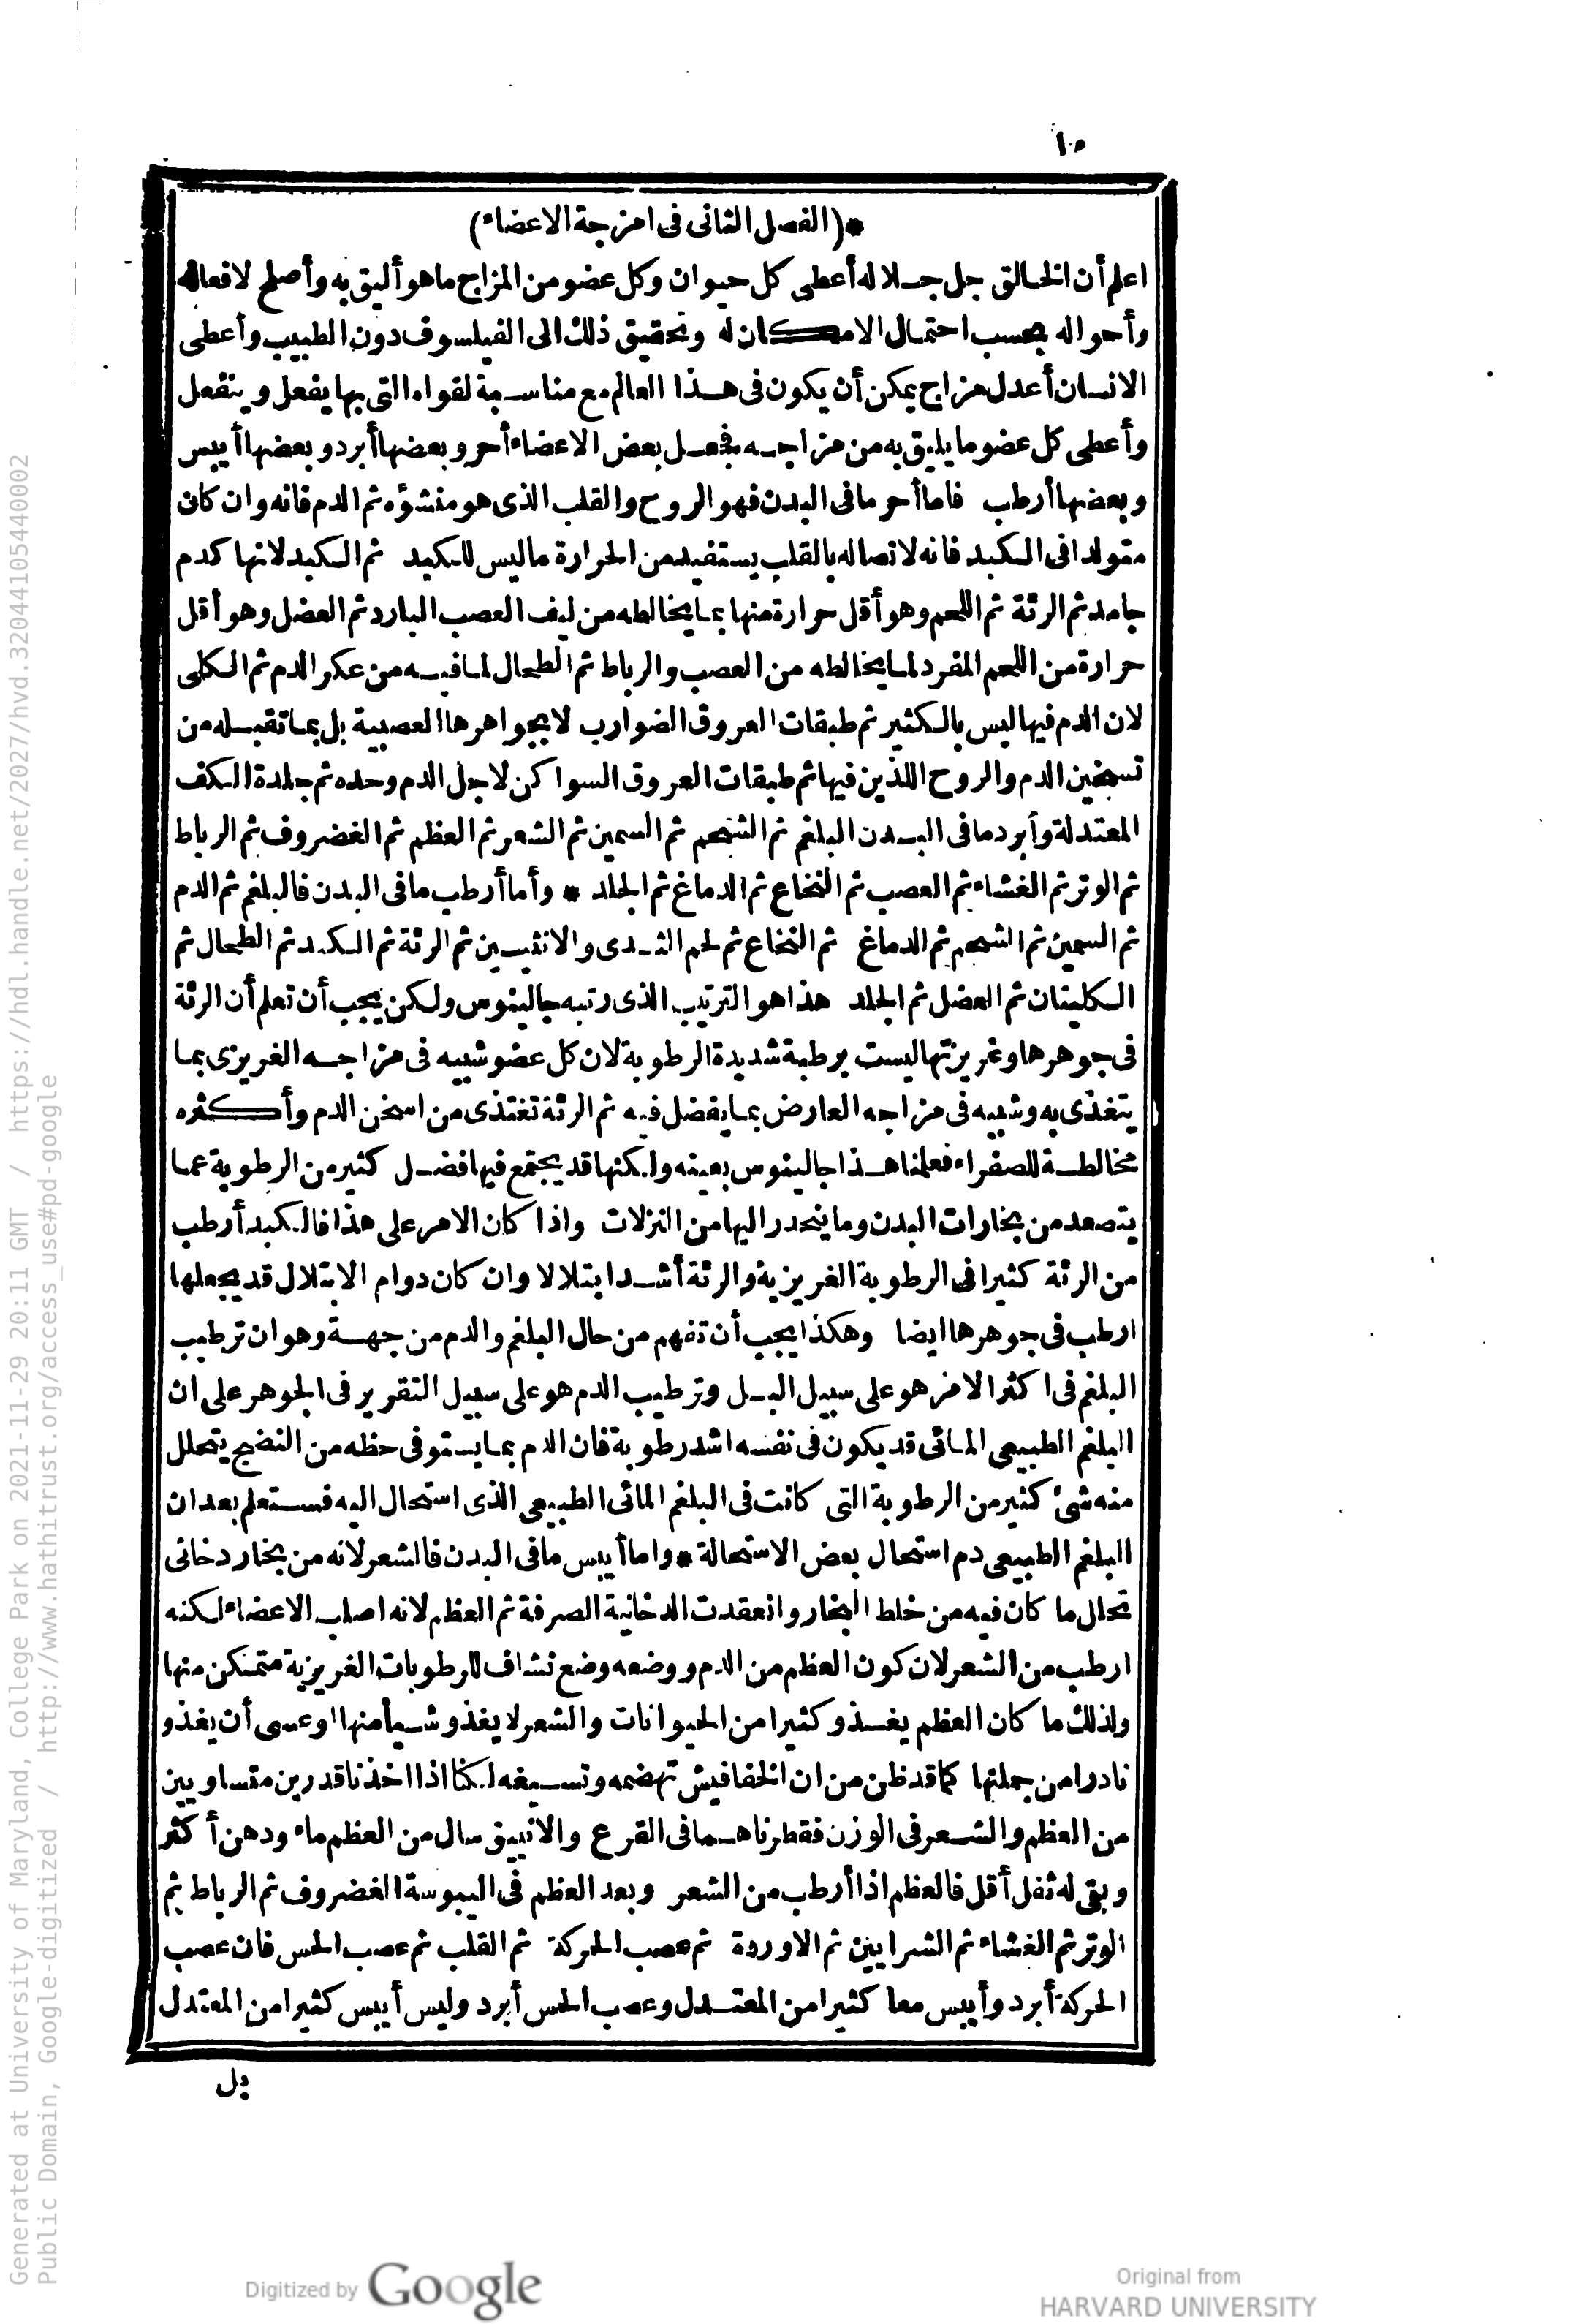 ١٠
*(الفصل الثانى فى امزجة الاعضاء)
اعلم أن الخالق جل جلاله أعطى كل حيوان وكل عضو من المزاج ما هو أليق به وأصلح لافعاله
وأحواله بحسب احتمال الامكان له وتحقيق ذلك الى الفيلسوف دون الطبيب وأعطى
الانسان أعدل مزاج يمكن أن يكون فى هذا العالم مع مناسبة لقواه التى بها يفعل وينفعل
وأعطى كل عضو ما يليق به من مزاجه فجعل بعض الاعضاء أحر وبعضها أبرد وبعضها أيبس
وبعضها أرطب فاما أحر ما فى البدن فهو الروح والقلب الذى هو منشؤه ثم الدم فانه وان كان
متولدا فى الكبد فانه لاتصاله بالقلب يستفيد من الحرارة ما ليس للكبد ثم الكبد لانها كدم
جامد ثم الرئة ثم اللحم وهو أقل حرارة منها بما يخالطه من ليف العصب البارد ثم العضل وهو أقل
حرارة من اللحم المفرد لما يخالطه من العصب والرباط ثم الطحال لما فيه من عكر الدم ثم الكلى
لان الدم فيها ليس بالكثير ثم طبقات العروق الضوارب لا بجواهرها العصبية بل بما تقبله من
تسخين الدم والروح اللذين فيها ثم طبقات العروق السواكن لاجل الدم وحده ثم جلدة الكف
المعتدلة وأبرد ما فى البدن البلغم ثم الشحم ثم السمين ثم الشعر ثم العظم ثم الغضروف ثم الرباط
ثم الوتر ثم الغشاء ثم العصب ثم النخاع ثم الدماغ ثم الجلد * وأما أرطب ما فى البدن فالبلغم ثم الدم
ثم السمين ثم الشحم ثم الدماغ ثم النخاع ثم لحم الثدى والانثيين ثم الرئة ثم الكبد ثم الطحال ثم
الكليتان ثم العضل ثم الجلد هذا هو الترتيب الذى رتبه جالينوس ولكن يجب أن تعلم أن الرئة
فى جوهرها وغريزتها ليست برطبة شديدة الرطوبة لان كل عضو شبيه فى مزاجه الغريزى بما
يتغذى به وشبيه فى مزاجه العارض بما يفضل فيه ثم الرئة تغتذى من اسخن الدم وأكثره
مخالطة للصفراء فعلمنا هذا جالينوس بعينه ولكنها قد يجتمع فيها فضل كثير من الرطوبة عما
يتصعد من بخارات البدن وما ينحدر اليها من النزلات واذا كان الامر على هذا فالكبد أرطب
من الرئة كثيرا فى الرطوبة الغريزية والرئة أشد ابتلالا وان كان دوام الابتلال قد يجعلها
ارطب فى جوهرها ايضا وهكذا يجب أن تفهم من حال البلغم والدم من جهة وهو ان ترطيب
البلغم فى اكثر الامر هو على سبيل البل وترطيب الدم هو على سبيل التقرير فى الجوهر على ان
البلغم الطبيعى المائى قد يكون فى نفسه اشد رطوبة فان الدم بما يستوفى حظه من النضج يتحلل
منه شئ كثير من الرطوبة التى كانت فى البلغم المائى الطبيعى الذى استحال اليه فستعلم بعد ان
البلغم الطبيعى دم استحال بعض الاستحالة * واما أيبس ما فى البدن فالشعر لانه من بخار دخانى
تحلل ما كان فيه من خلط البخار وانعقدت الدخانية الصرفة ثم العظم لانه اصلب الاعضاء لكنه
ارطب من الشعر لان كون العظم من الدم ووضعه وضع نشاف للرطوبات الغريزية متمكن منها
ولذلك ما كان العظم يغذو كثيرا من الحيوانات والشعر لا يغذو شيأ منها او عسى أن يغذو
نادرا من جملتها كما قد ظن من ان الخفافيش تهضمه وتسيغه لكنا اذا اخذنا قدرين متساويين
من العظم والشعر فى الوزن فقطرناهما فى القرع والانبيق سال من العظم ماء ودهن أكثر
وبقى له ثفل أقل فالعظم اذا أرطب من الشعر وبعد العظم فى اليبوسة الغضروف ثم الرباط ثم
الوتر ثم الغشاء ثم الشرايين ثم الاوردة ثم عصب الحركة ثم القلب ثم عصب الحس فان عصب
الحركة أبرد وأيبس معا كثيرا من المعتدل وعصب الحس أبرد وليس أيبس كثيرا من المعتدل
بل
Generated at University of Maryland, College Park on 2021-11-29 20:11 GMT / https://hdl.handle.net/2027/hvd.32044105440002
Public Domain, Google-digitized / http://www.hathitrust.org/access_use#pd-google
Digitized by Google
Original from
HARVARD UNIVERSITY